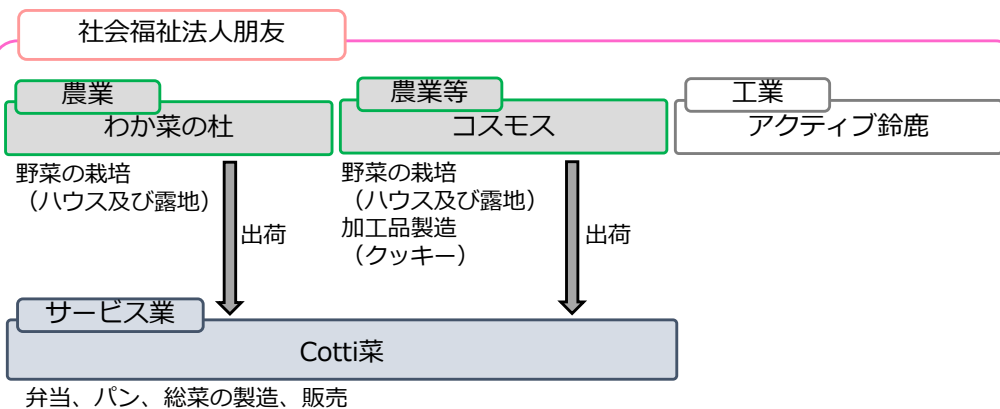 社会福祉法人朋友
農業
わか菜の杜
野菜の栽培
（ハウス及び露地）
出荷
農業等
コスモス
野菜の栽培
（ハウス及び露地）
加工品製造
（クッキー）
出荷
工業
アクティブ鈴鹿
サービス業
Cotti菜
弁当、パン、総菜の製造、販売